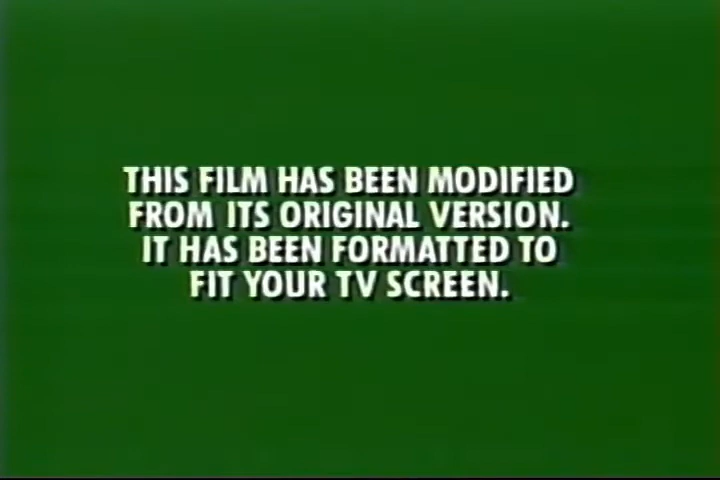 THIS FILM HAS BEEN MODIFIED
FROM ITS ORIGINAL VERSION.
IT HAS BEEN FORMATTED TO
FIT YOUR TV SCREEN.